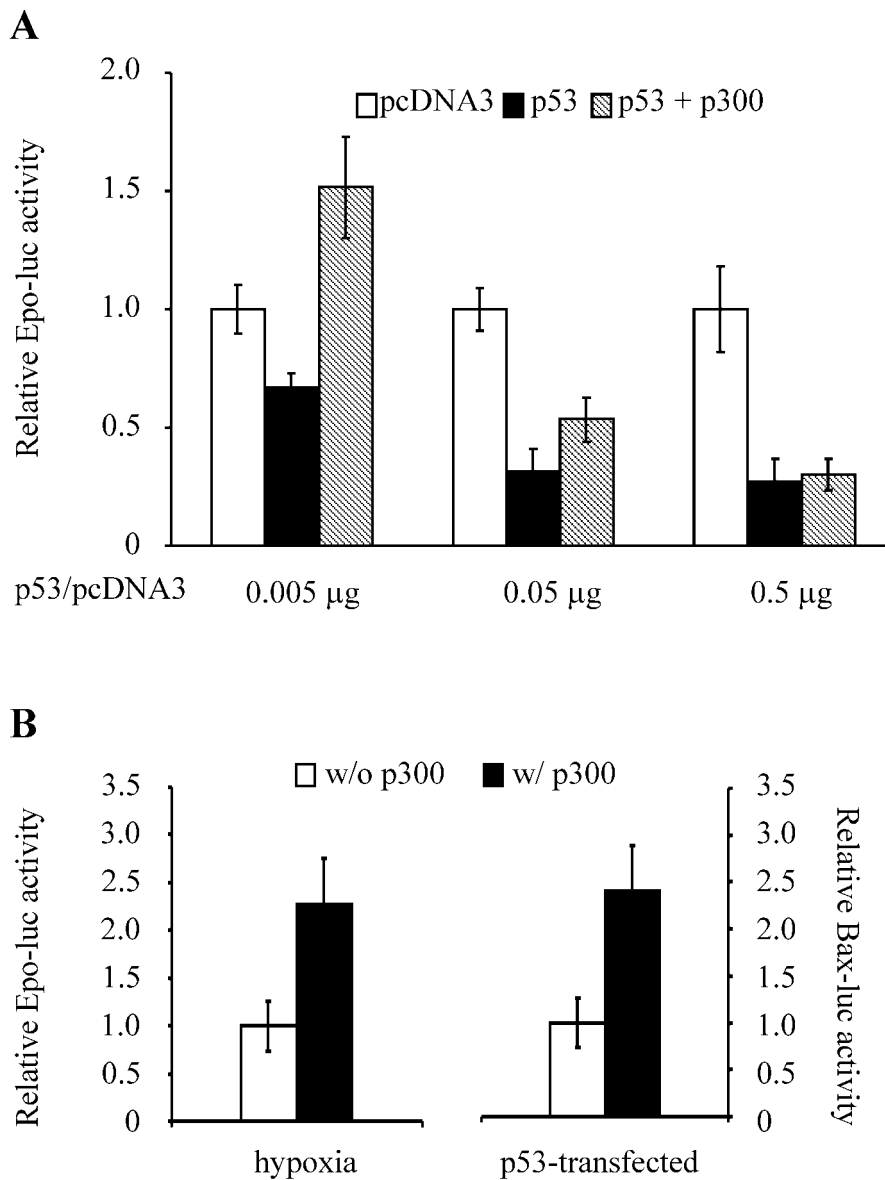 A
2.0
pcDNA3 p53 p53 + p300
1.5
1.0
0.5
0
Relative Epo-luc activity
p53/pcDNA3 0.005 µg 0.05 µg 0.5 µg
B
w/o p300 w/ p300
3.5 3.5
3.0 3.0
2.5 2.5
2.0 2.0
1.5 1.5
1.0 1.0
0.5 0.5
0 0
Relative Epo-luc activity
Relative Bax-luc activity
hypoxia p53-transfected